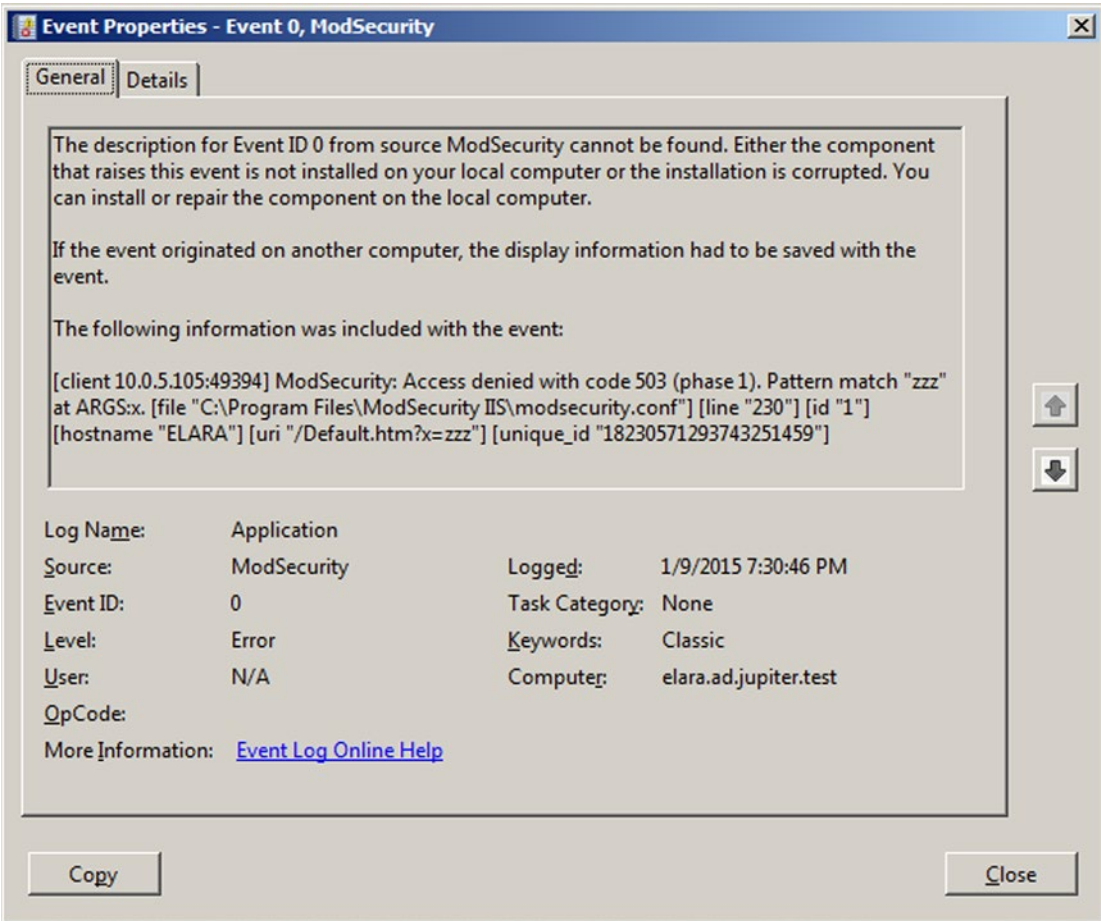 Event Properties - Event 0, ModSecurity
General
Details
The description for Event ID 0 from source ModSecurity cannot be found. Either the component
that raises this event is not installed on your local computer or the installation is corrupted. You
can install or repair the component on the local computer.
If the event originated on another computer, the display information had to be saved with the
event.
The following information was included with the event:
[client 10.0.5.105:49394] ModSecurity: Access denied with code 503 (phase 1). Pattern match "zzz"
at ARGS:x. [file "C:\Program Files\ModSecurity IIS\modsecurity.conf"] [line "230"] [id "1"]
[hostname "ELARA"] [uri "/Default.htm?x=zzz"] [unique_id "18230571293743251459"]
Log Name: Application
Source: ModSecurity Logged: 1/9/2015 7:30:46 PM
Event ID: 0 Task Category: None
Level: Error Keywords: Classic
User: N/A Computer: elara.ad.jupiter.test
OpCode:
More Information: Event Log Online Help
Copy
Close